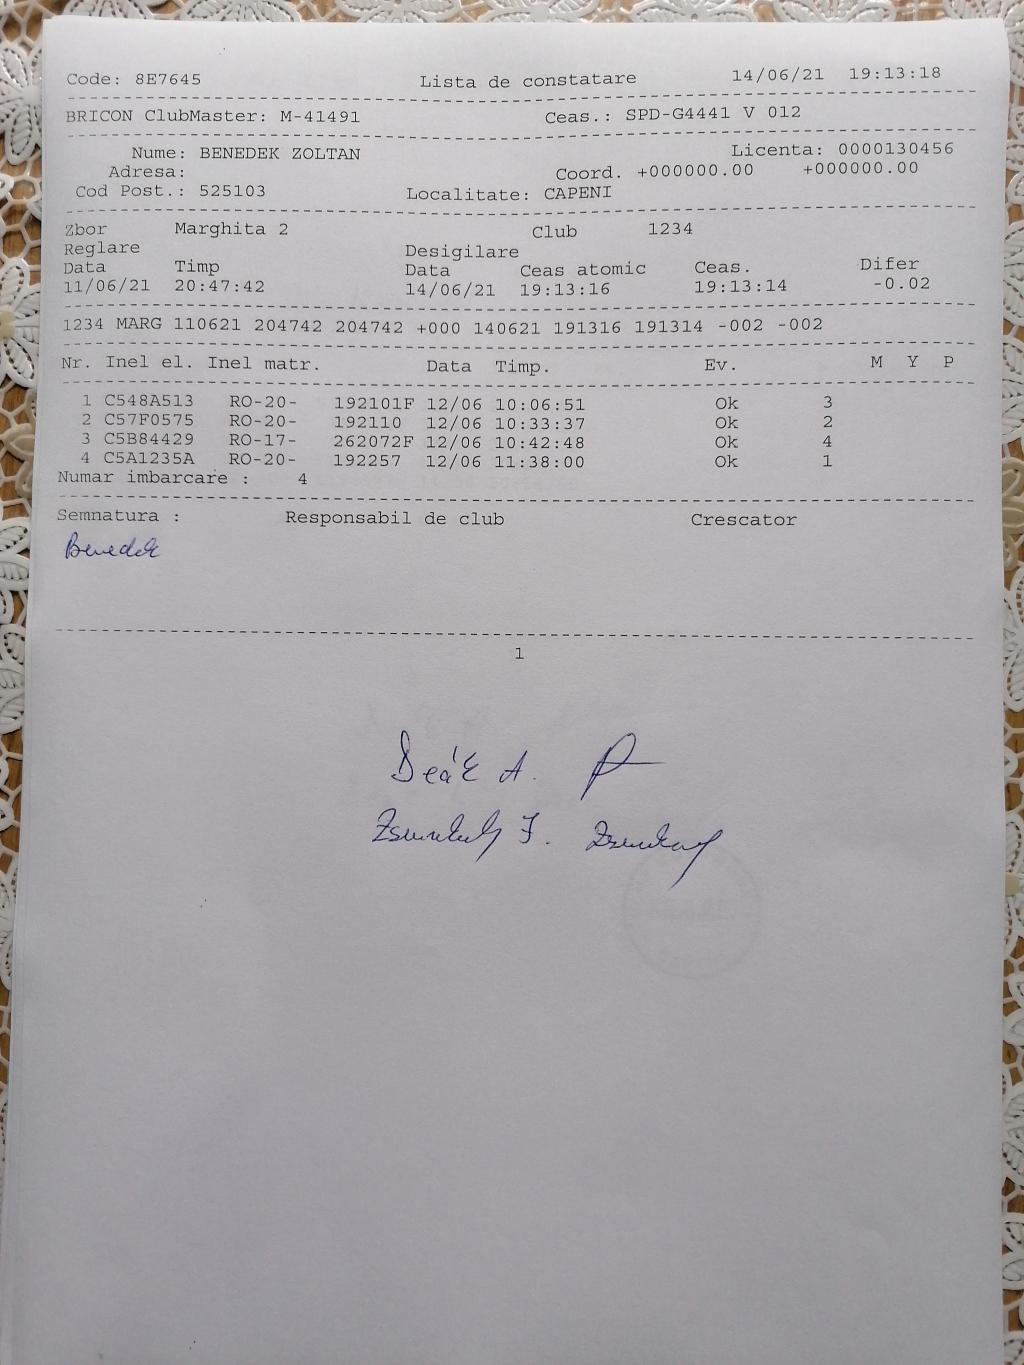 Code: 8E7645 Lista de constatare 14/06/21 19:13:18
BRICON ClubMaster: M-41491 Ceas.: SPD-G4441 V 012
Nume: BENEDEK ZOLTAN Licenta: 0000130456
Adresa: Coord. +000000.00 +000000.00
Cod Post.: 525103 Localitate: CAPENI
Zbor Marghita 2 Club 1234
Reglare Desigilare
Data Timp Data Ceas atomic Ceas. Difer
11/06/21 20:47:42 14/06/21 19:13:16 19:13:14 -0.02
1234 MARG 110621 204742 204742 +000 140621 191316 191314 -002 -002
Nr. Inel el. Inel matr. Data Timp. Ev. M Y P
1 C548A513 RO-20- 192101F 12/06 10:06:51 Ok 3
2 C57F0575 RO-20- 192110 12/06 10:33:37 Ok 2
3 C5B84429 RO-17- 262072F 12/06 10:42:48 Ok 4
4 C5A1235A RO-20- 192257 12/06 11:38:00 Ok 1
Numar imbarcare : 4
Semnatura : Responsabil de club Crescator
Benedek
1
Deák A.